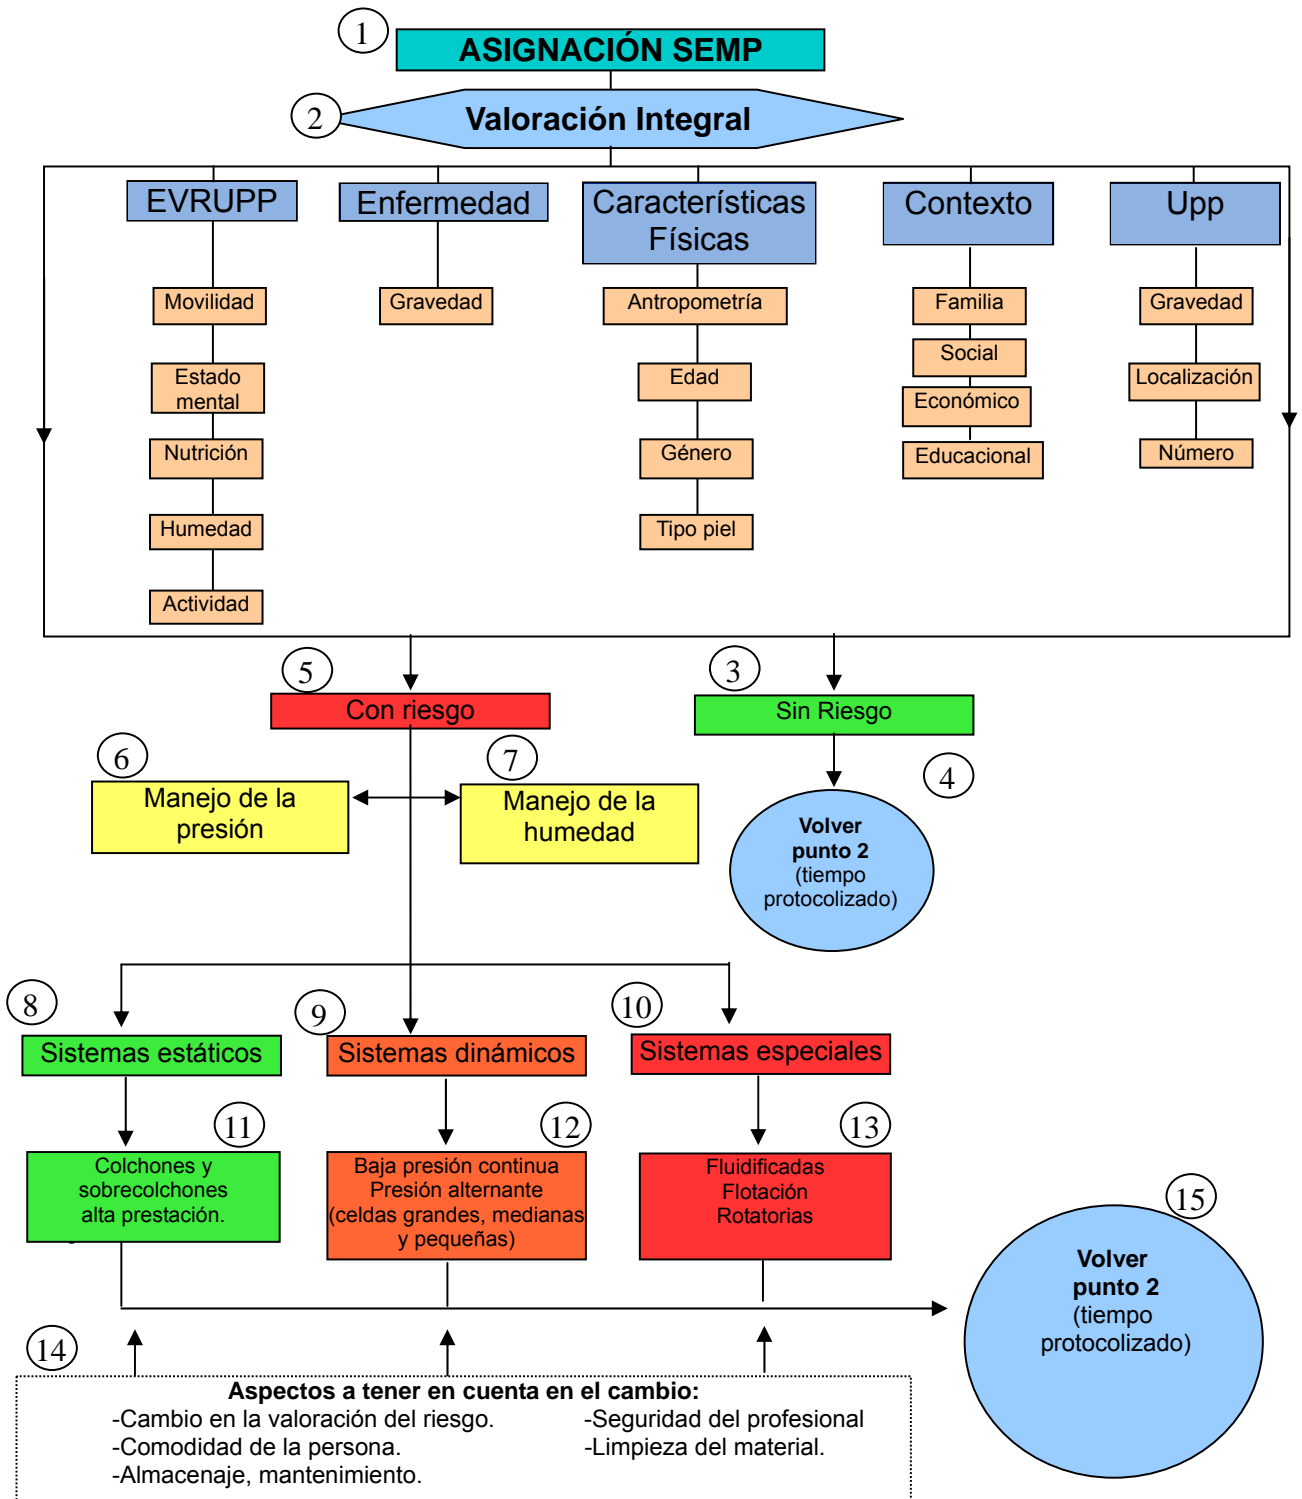 1
ASIGNACIÓN SEMP
2
Valoración Integral
EVRUPP
Enfermedad
Características
Físicas
Contexto
Upp
Movilidad
Estado
mental
Nutrición
Humedad
Actividad
Gravedad
Antropometría
Edad
Género
Tipo piel
Familia
Social
Económico
Educacional
Gravedad
Localización
Número
5
Con riesgo
3
Sin Riesgo
6
Manejo de la
presión
7
Manejo de la
humedad
4
Volver
punto 2
(tiempo
protocolizado)
8
Sistemas estáticos
9
Sistemas dinámicos
10
Sistemas especiales
11
Colchones y
sobrecolchones
alta prestación.
12
Baja presión continua
Presión alternante
(celdas grandes, medianas
y pequeñas)
13
Fluidificadas
Flotación
Rotatorias
15
Volver
punto 2
(tiempo
protocolizado)
14
Aspectos a tener en cuenta en el cambio:
-Cambio en la valoración del riesgo.
-Comodidad de la persona.
-Almacenaje, mantenimiento.
-Seguridad del profesional
-Limpieza del material.